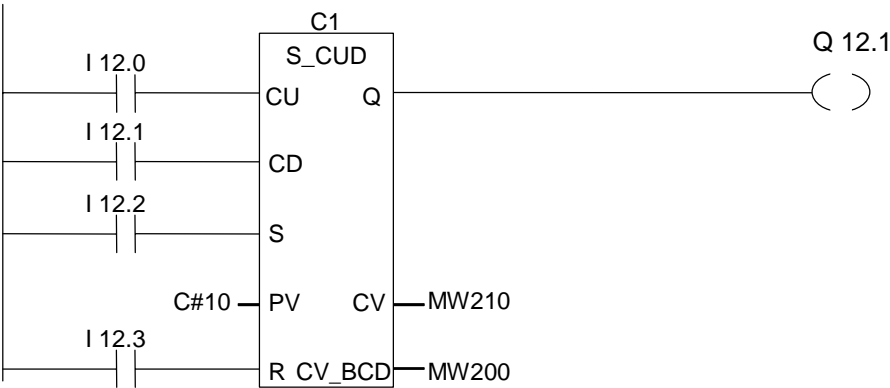 C1
S_CUD
Q 12.1
I 12.0
CU Q
I 12.1
CD
I 12.2
S
C#10 PV CV MW210
I 12.3
R CV_BCD MW200